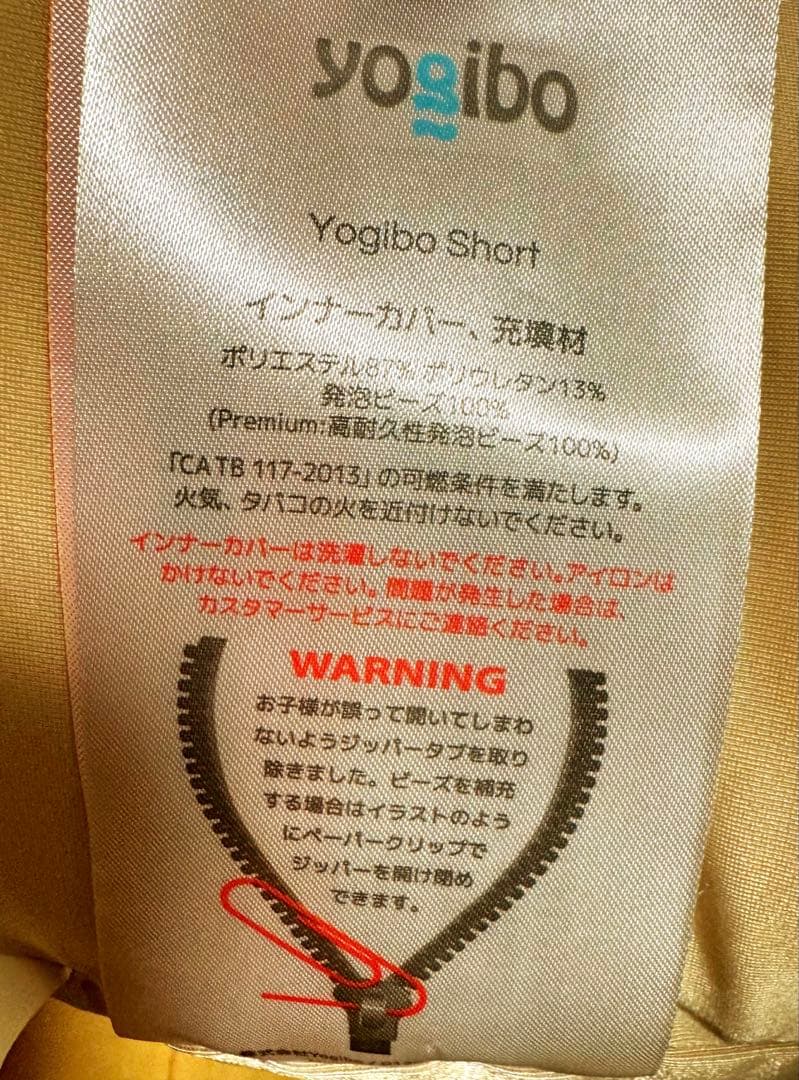 yogibo
Yogibo Short
インナーカバー、充填材
ポリエステル87% ポリウレタン13%
発泡ビーズ100%
(Premium:高耐久性発泡ビーズ100%)
「CA TB 117-2013」の可燃条件を満たします。
火気、タバコの火を近付けないでください。
インナーカバーは洗濯しないでください。アイロンは
かけないでください。問題が発生した場合は、
カスタマーサービスにご連絡ください。
WARNING
お子様が誤って開いてしまわ
ないようジッパータブを取り
除きました。ビーズを補充
する場合はイラストのよう
にペーパークリップで
ジッパーを開け閉め
できます。
株式会社Yogibo